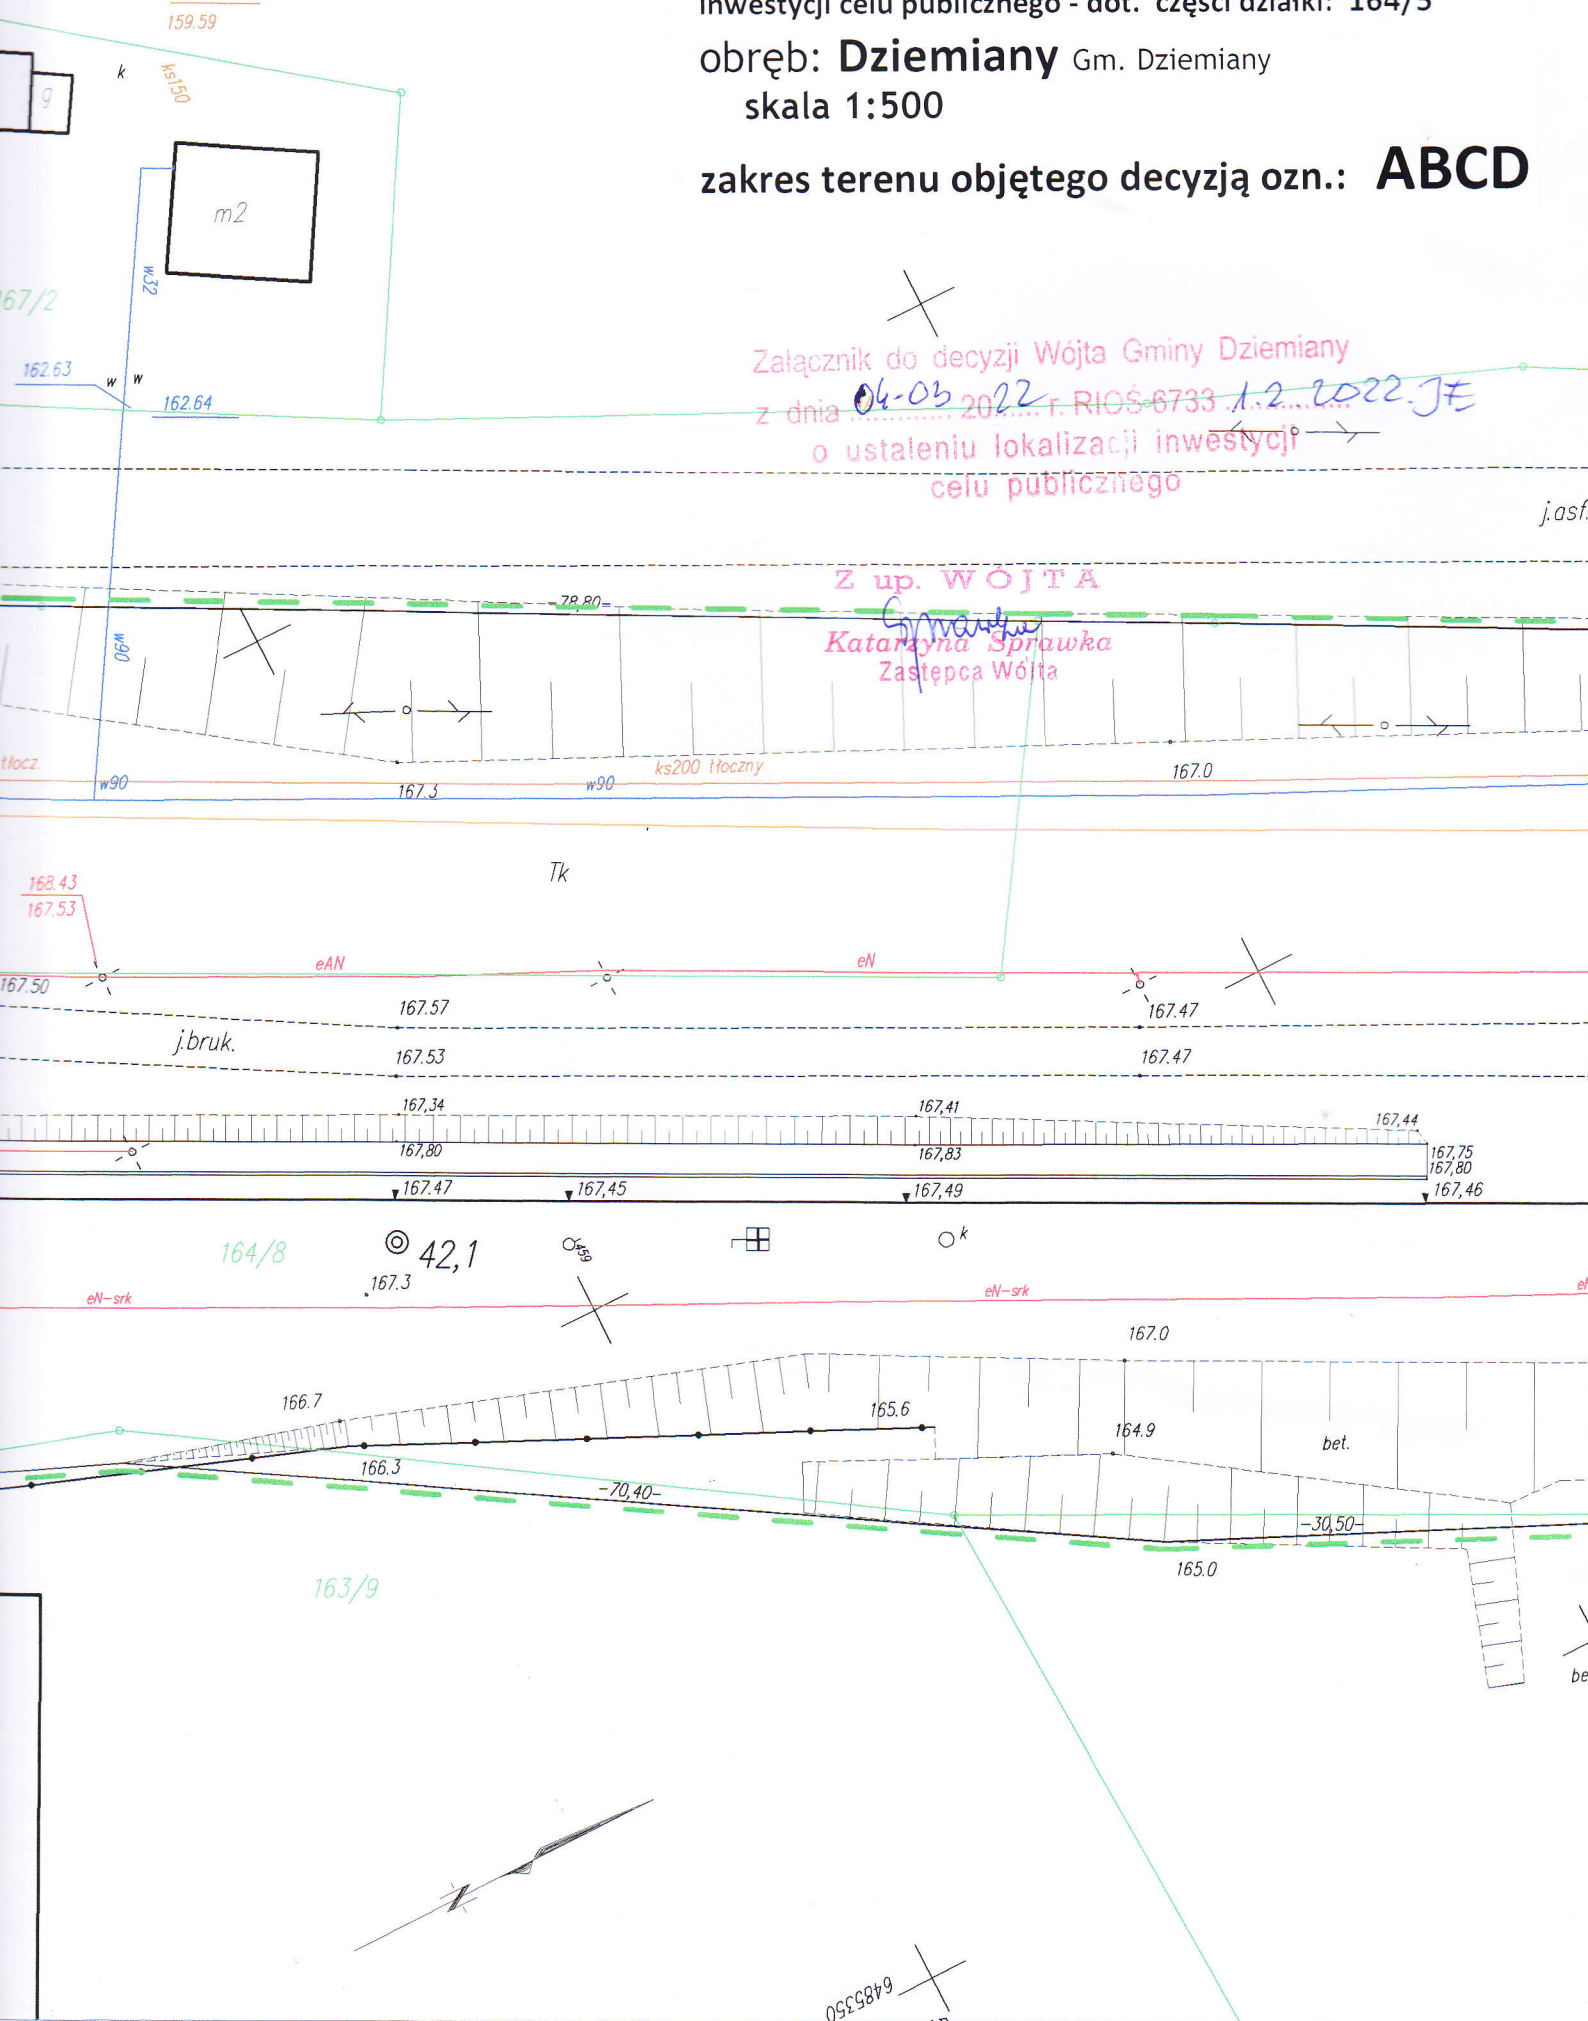 inwestycji celu publicznego - dot. części działki: 164/5
obręb: Dziemiany Gm. Dziemiany
skala 1:500
zakres terenu objętego decyzją ozn.: ABCD
159.59
k
ks150
g
m2
w32
67/2
162.63
w w
162.64
Załącznik do decyzji Wójta Gminy Dziemiany
z dnia 04-03 2022 r. RIOŚ-6733.1.2.2022.JE
o ustaleniu lokalizacji inwestycji
celu publicznego
j.asf.
Z up. WÓJTA
-78,80-
Katarzyna Sprawka
Zastępca Wójta
w90
tłocz.
w90
167.3
w90
ks200 tłoczny
167.0
Tk
168.43
167.53
eAN
eN
167.50
167.57
167.47
j.bruk.
167.53
167.47
167,34
167,41
167,44
167,80
167,83
167,75
167,80
167.47
167,45
167,49
167,46
164/8
42,1
459
k
167.3
eN-srk
eN-srk
167.0
166.7
165.6
164.9
bet.
166.3
-70,40-
-30,50-
165.0
163/9
be
N
6485350